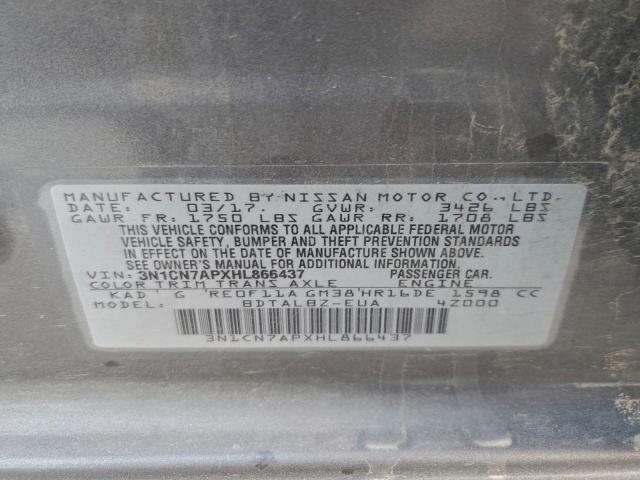 MANUFACTURED BY NISSAN MOTOR CO., LTD.
DATE: 03/17 GVWR: 3426 LBS
GAWR FR: 1750 LBS GAWR RR: 1708 LBS
THIS VEHICLE CONFORMS TO ALL APPLICABLE FEDERAL MOTOR
VEHICLE SAFETY, BUMPER AND THEFT PREVENTION STANDARDS
IN EFFECT ON THE DATE OF MANUFACTURE SHOWN ABOVE.
SEE OWNER'S MANUAL FOR ADDITIONAL INFORMATION.
VIN: 3N1CN7APXHL866437 PASSENGER CAR.
COLOR TRIM TRANS AXLE ENGINE
KAD G RE0F11A GM38 HR16DE 1598 CC
BDTALBZ-EUA 4Z000
3N1CN7APXHL866437